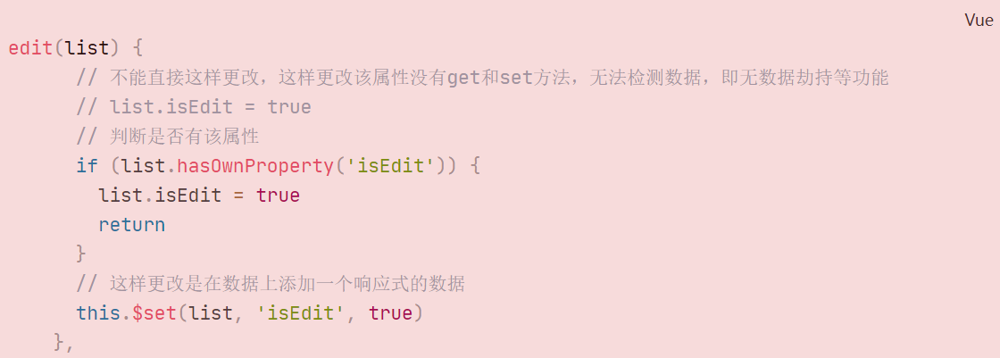 Vue
edit(list) {
// 不能直接这样更改，这样更改该属性没有get和set方法，无法检测数据，即无数据劫持等功能
// list.isEdit = true
// 判断是否有该属性
if (list.hasOwnProperty('isEdit')) {
list.isEdit = true
return
}
// 这样更改是在数据上添加一个响应式的数据
this.$set(list, 'isEdit', true)
},